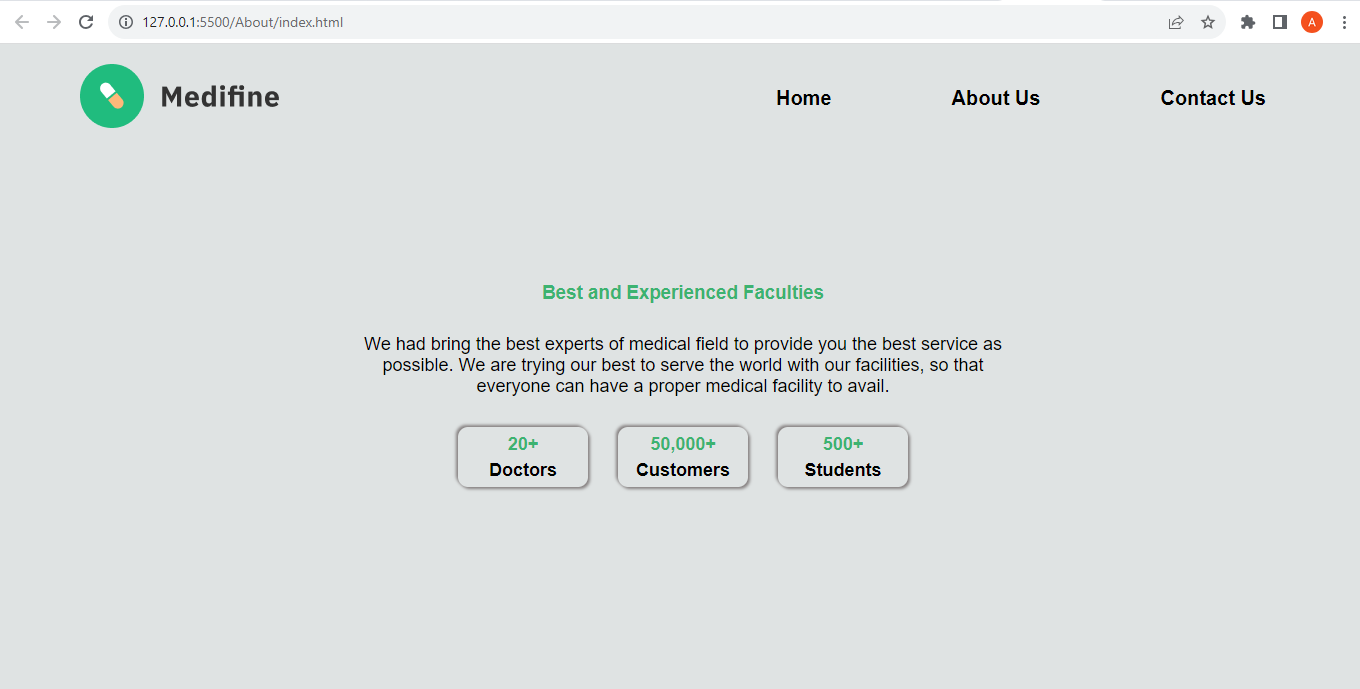 127.0.0.1:5500/About/index.html
A
Medifine
Home
About Us
Contact Us
Best and Experienced Faculties
We had bring the best experts of medical field to provide you the best service as
possible. We are trying our best to serve the world with our facilities, so that
everyone can have a proper medical facility to avail.
20+
Doctors
50,000+
Customers
500+
Students